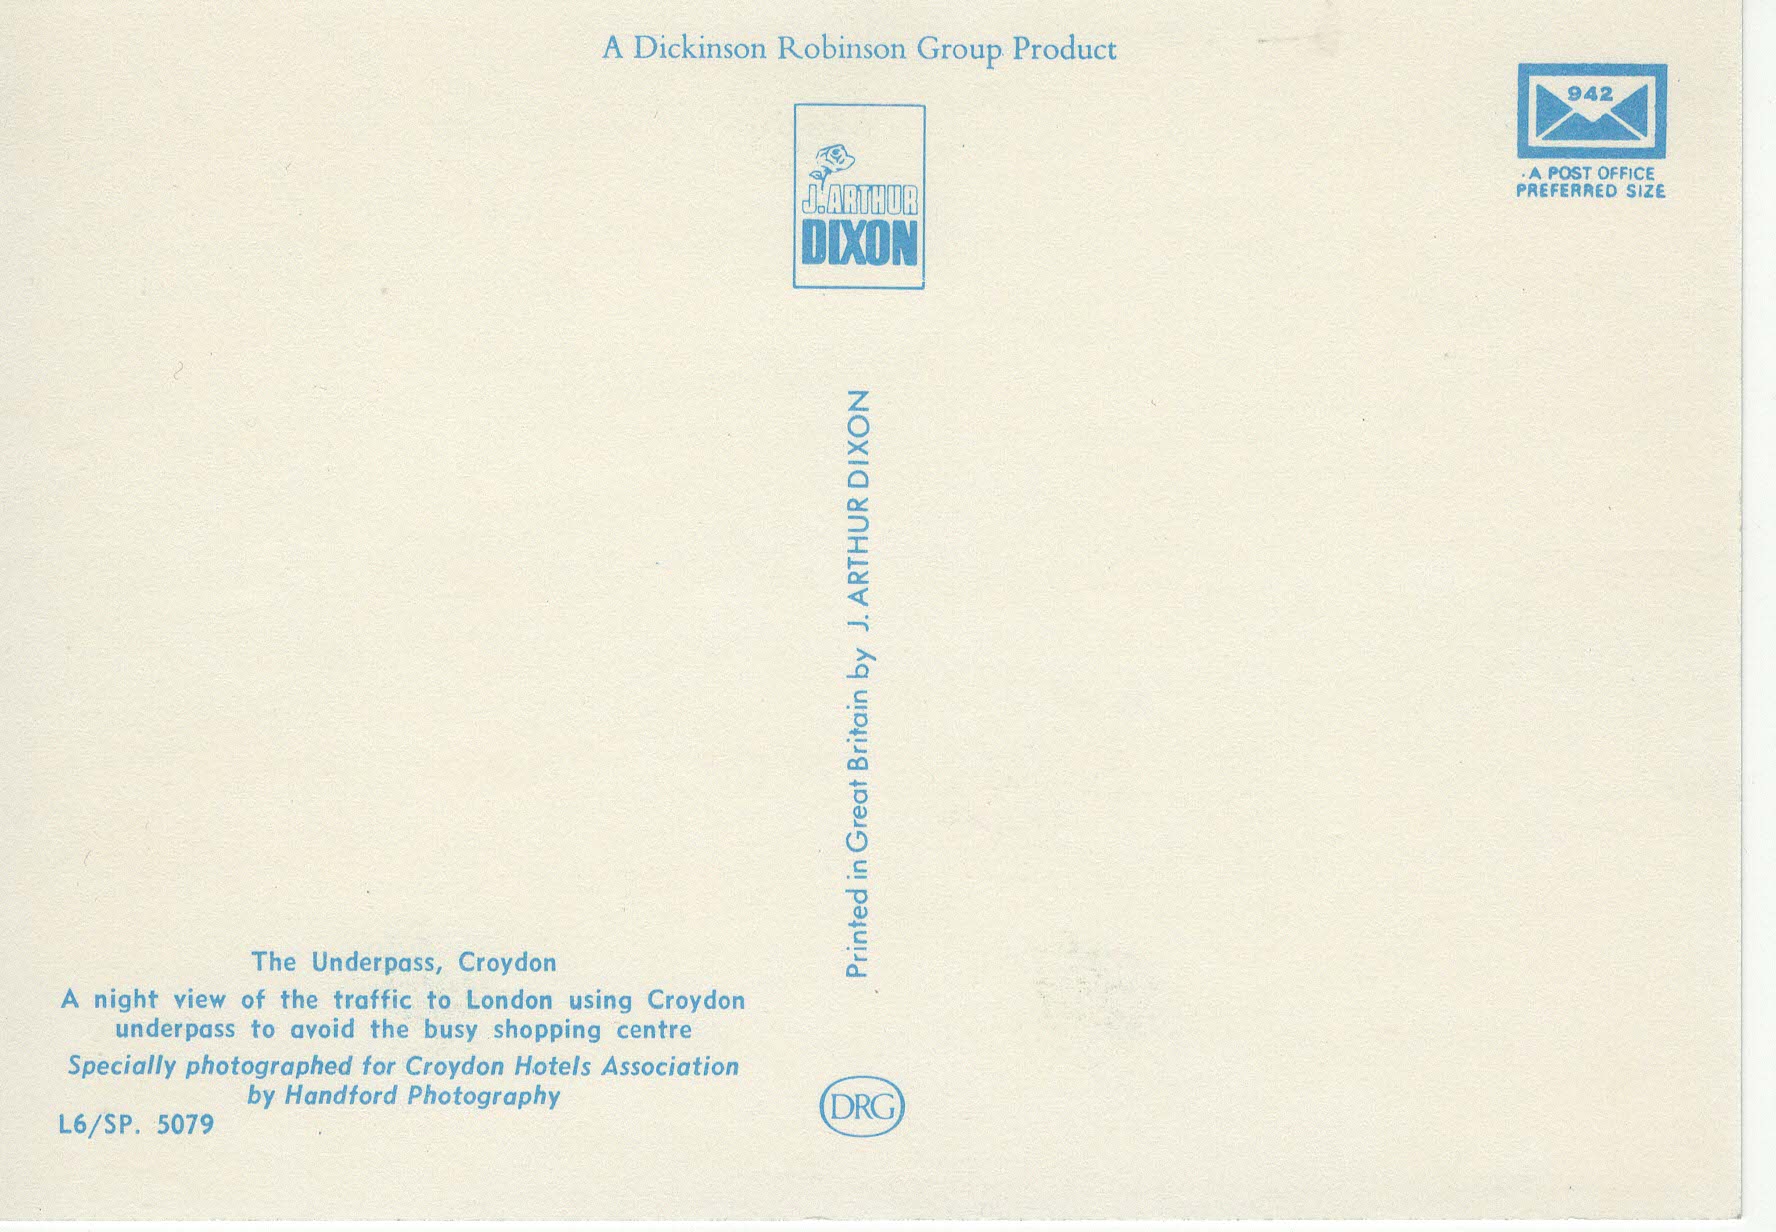 A Dickinson Robinson Group Product
942
A POST OFFICE
PREFERRED SIZE
J. ARTHUR
DIXON
Printed in Great Britain by J. ARTHUR DIXON
The Underpass, Croydon
A night view of the traffic to London using Croydon
underpass to avoid the busy shopping centre
Specially photographed for Croydon Hotels Association
by Handford Photography
L6/SP. 5079
DRG